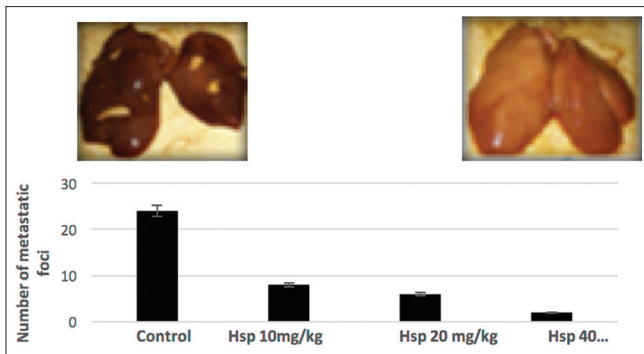 Number of metastatic
foci
30
20
10
0
Control
Hsp 10mg/kg
Hsp 20 mg/kg
Hsp 40...